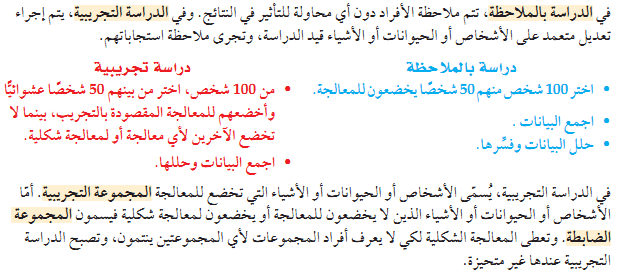 في الدراسة بالملاحظة، تتم ملاحظة الأفراد دون أي محاولة للتأثير في النتائج. وفي الدراسة التجريبية، يتم إجراء
تعديل متعمد على الأشخاص أو الحيوانات أو الأشياء قيد الدراسة، وتجرى ملاحظة استجاباتهم.
دراسة بالملاحظة
• اختر 100 شخص منهم 50 شخصًا يخضعون للمعالجة.
• اجمع البيانات .
• حلل البيانات وفسِّرها.
دراسة تجريبية
• من 100 شخص، اختر من بينهم 50 شخصًا عشوائيًّا
وأخضعهم للمعالجة المقصودة بالتجريب، بينما لا
تخضع الآخرين لأي معالجة أو لمعالجة شكلية.
• اجمع البيانات وحللها.
في الدراسة التجريبية، يُسمّى الأشخاص أو الحيوانات أو الأشياء التي تخضع للمعالجة المجموعة التجريبية. أمّا
الأشخاص أو الحيوانات أو الأشياء الذين لا يخضعون للمعالجة أو يخضعون لمعالجة شكلية فيسمون المجموعة
الضابطة. وتعطى المعالجة الشكلية لكي لا يعرف أفراد المجموعات لأي المجموعتين ينتمون، وتصبح الدراسة
التجريبية عندها غير متحيزة.